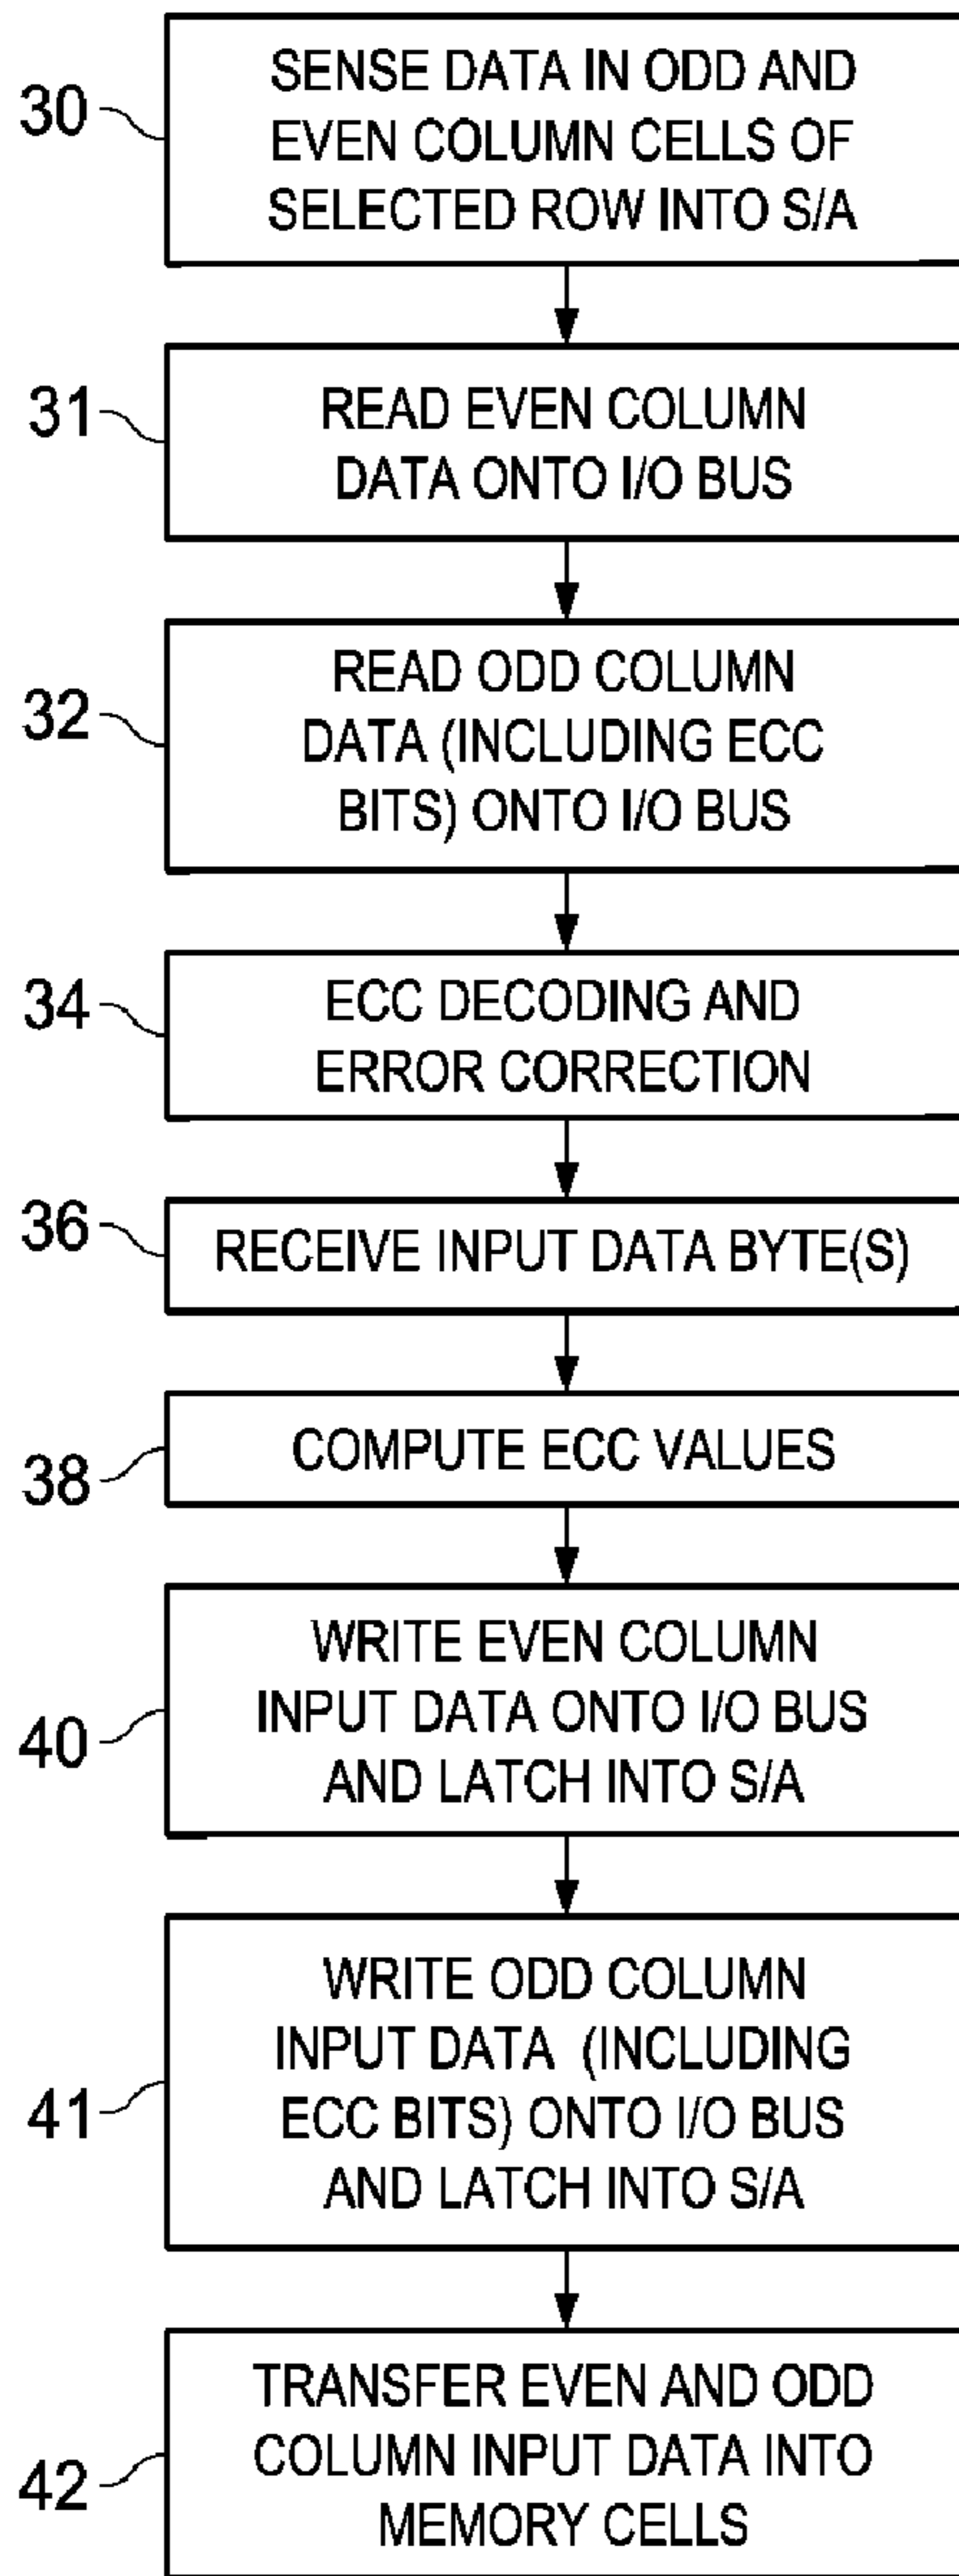 30
SENSE DATA IN ODD AND
EVEN COLUMN CELLS OF
SELECTED ROW INTO S/A
31
READ EVEN COLUMN
DATA ONTO I/O BUS
32
READ ODD COLUMN
DATA (INCLUDING ECC
BITS) ONTO I/O BUS
34
ECC DECODING AND
ERROR CORRECTION
36
RECEIVE INPUT DATA BYTE(S)
38
COMPUTE ECC VALUES
40
WRITE EVEN COLUMN
INPUT DATA ONTO I/O BUS
AND LATCH INTO S/A
41
WRITE ODD COLUMN
INPUT DATA (INCLUDING
ECC BITS) ONTO I/O BUS
AND LATCH INTO S/A
42
TRANSFER EVEN AND ODD
COLUMN INPUT DATA INTO
MEMORY CELLS